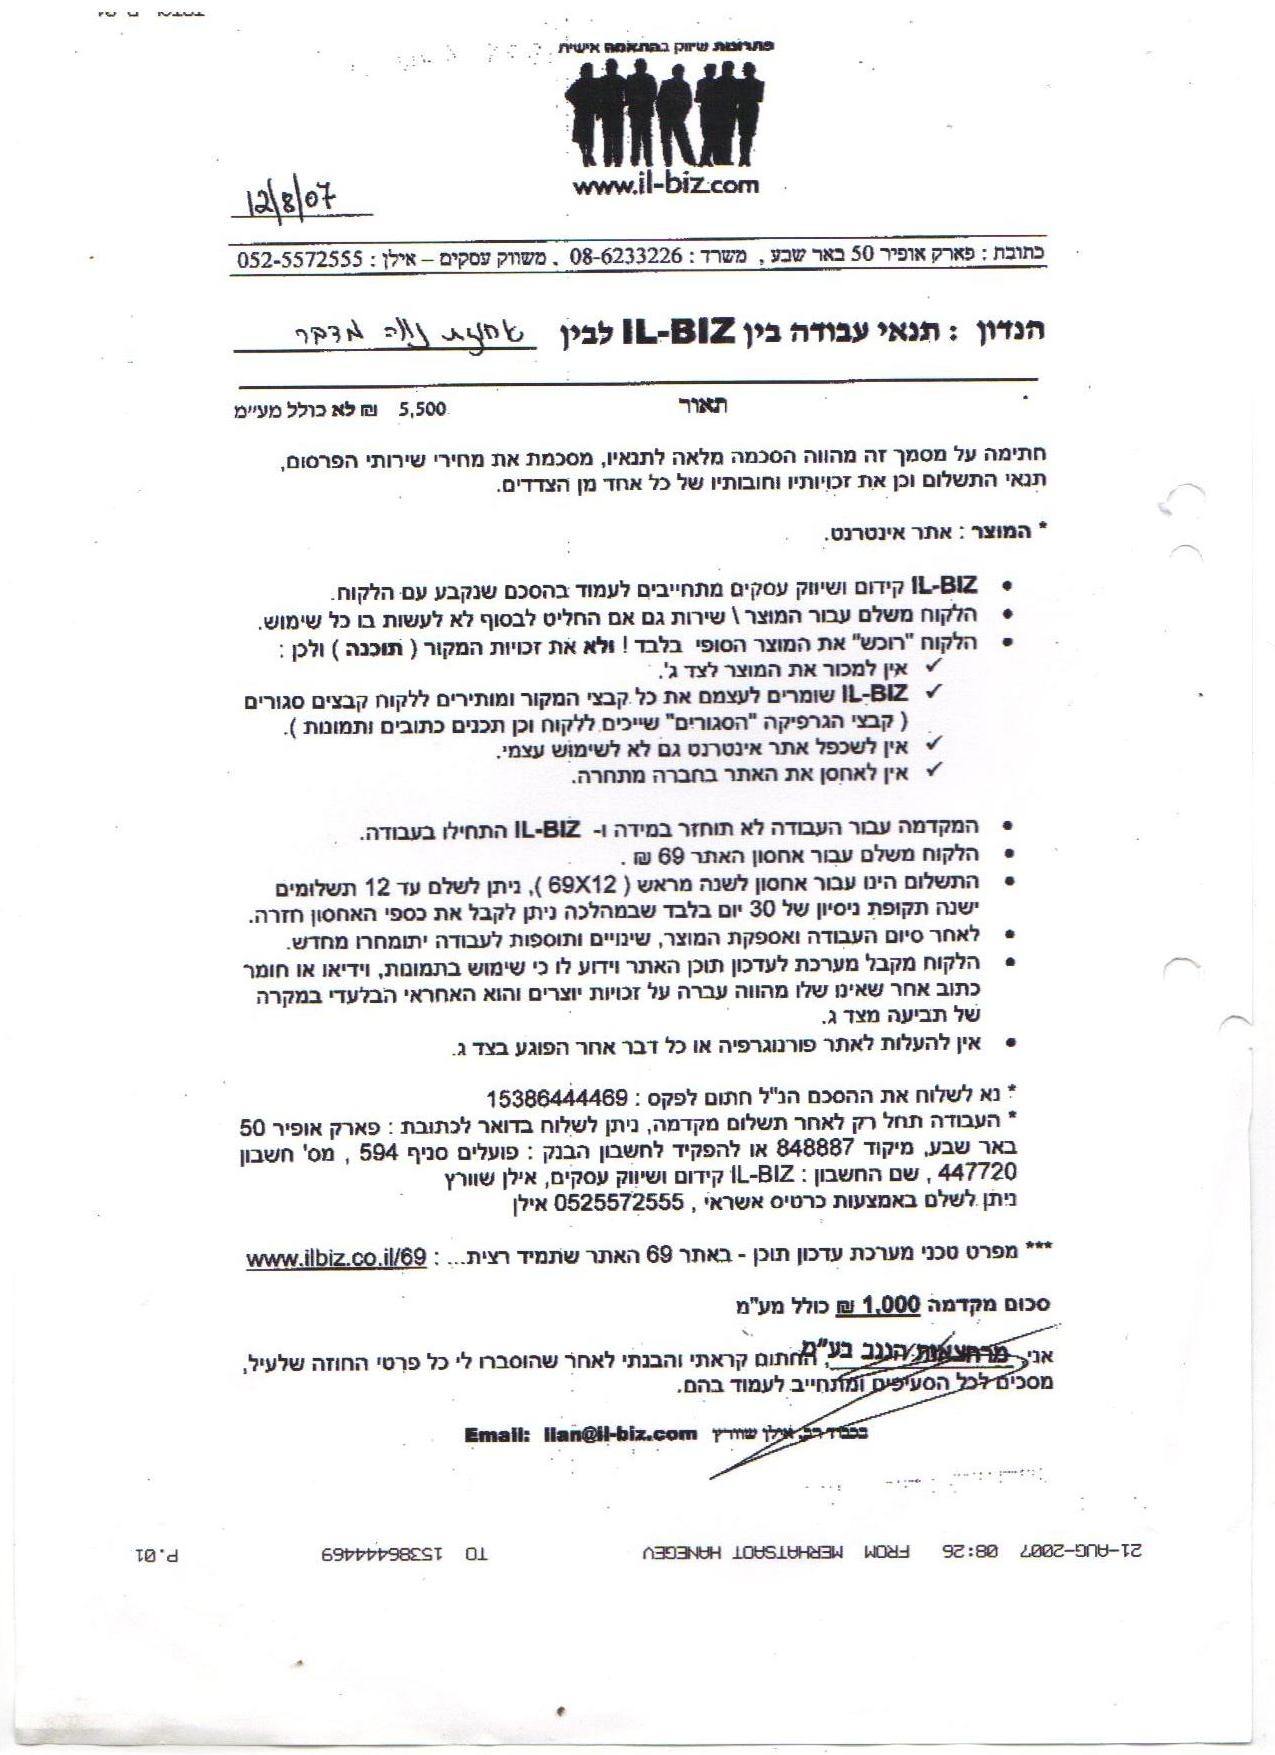 פתרונות שיווק בהתאמה אישית
www.il-biz.com
12/8/07
כתובת : פארק אופיר 50 באר שבע , משרד : 08-6233226 , משווק עסקים – אילן : 052-5572555
הנדון : תנאי עבודה בין IL-BIZ לבין נווה מדבר
תאור 5,500 ₪ לא כולל מע״מ
חתימה על מסמך זה מהווה הסכמה מלאה לתנאיו, מסכמת את מחירי שירותי הפרסום,
תנאי התשלום וכן את זכויותיו וחובותיו של כל אחד מן הצדדים.
* המוצר : אתר אינטרנט.
• IL-BIZ קידום ושיווק עסקים מתחייבים לעמוד בהסכם שנקבע עם הלקוח.
• הלקוח משלם עבור המוצר \ שירות גם אם החליט לבסוף לא לעשות בו כל שימוש.
• הלקוח "רוכש" את המוצר הסופי בלבד ! ולא את זכויות המקור ( תוכנה ) ולכן :
✓ אין למכור את המוצר לצד ג'.
✓ IL-BIZ שומרים לעצמם את כל קבצי המקור ומותירים ללקוח קבצים סגורים
( קבצי הגרפיקה "הסגורים" שייכים ללקוח וכן תכנים כתובים ותמונות ).
✓ אין לשכפל אתר אינטרנט גם לא לשימוש עצמי.
✓ אין לאחסן את האתר בחברה מתחרה.
• המקדמה עבור העבודה לא תוחזר במידה ו- IL-BIZ התחילו בעבודה.
• הלקוח משלם עבור אחסון האתר 69 ₪ .
• התשלום הינו עבור אחסון לשנה מראש ( 69X12 ), ניתן לשלם עד 12 תשלומים
ישנה תקופת ניסיון של 30 יום בלבד שבמהלכה ניתן לקבל את כספי האחסון חזרה.
• לאחר סיום העבודה ואספקת המוצר, שינויים ותוספות לעבודה יתומחרו מחדש.
• הלקוח מקבל מערכת לעדכון תוכן האתר וידוע לו כי שימוש בתמונות, וידיאו או חומר
כתוב אחר שאינו שלו מהווה עברה על זכויות יוצרים והוא האחראי הבלעדי במקרה
של תביעה מצד ג.
• אין להעלות לאתר פורנוגרפיה או כל דבר אחר הפוגע בצד ג.
* נא לשלוח את ההסכם הנ"ל חתום לפקס : 15386444469
* העבודה תחל רק לאחר תשלום מקדמה, ניתן לשלוח בדואר לכתובת : פארק אופיר 50
באר שבע, מיקוד 848887 או להפקיד לחשבון הבנק : פועלים סניף 594 , מס' חשבון
447720 , שם החשבון : IL-BIZ קידום ושיווק עסקים, אילן שוורץ
ניתן לשלם באמצעות כרטיס אשראי , 0525572555 אילן
*** מפרט טכני מערכת עדכון תוכן - באתר 69 האתר שתמיד רצית... : www.ilbiz.co.il/69
סכום מקדמה 1,000 ₪ כולל מע"מ
אני, מרחצאות הנגב בע"מ, החתום קראתי והבנתי לאחר שהוסברו לי כל פרטי החוזה שלעיל,
מסכים לכל הסעיפים ומתחייב לעמוד בהם.
בכבוד רב, אילן שוורץ Email: Ilan@il-biz.com
21-AUG-2007 08:26 FROM MERHATSAOT HANEGEV TO 15386444469 P.01